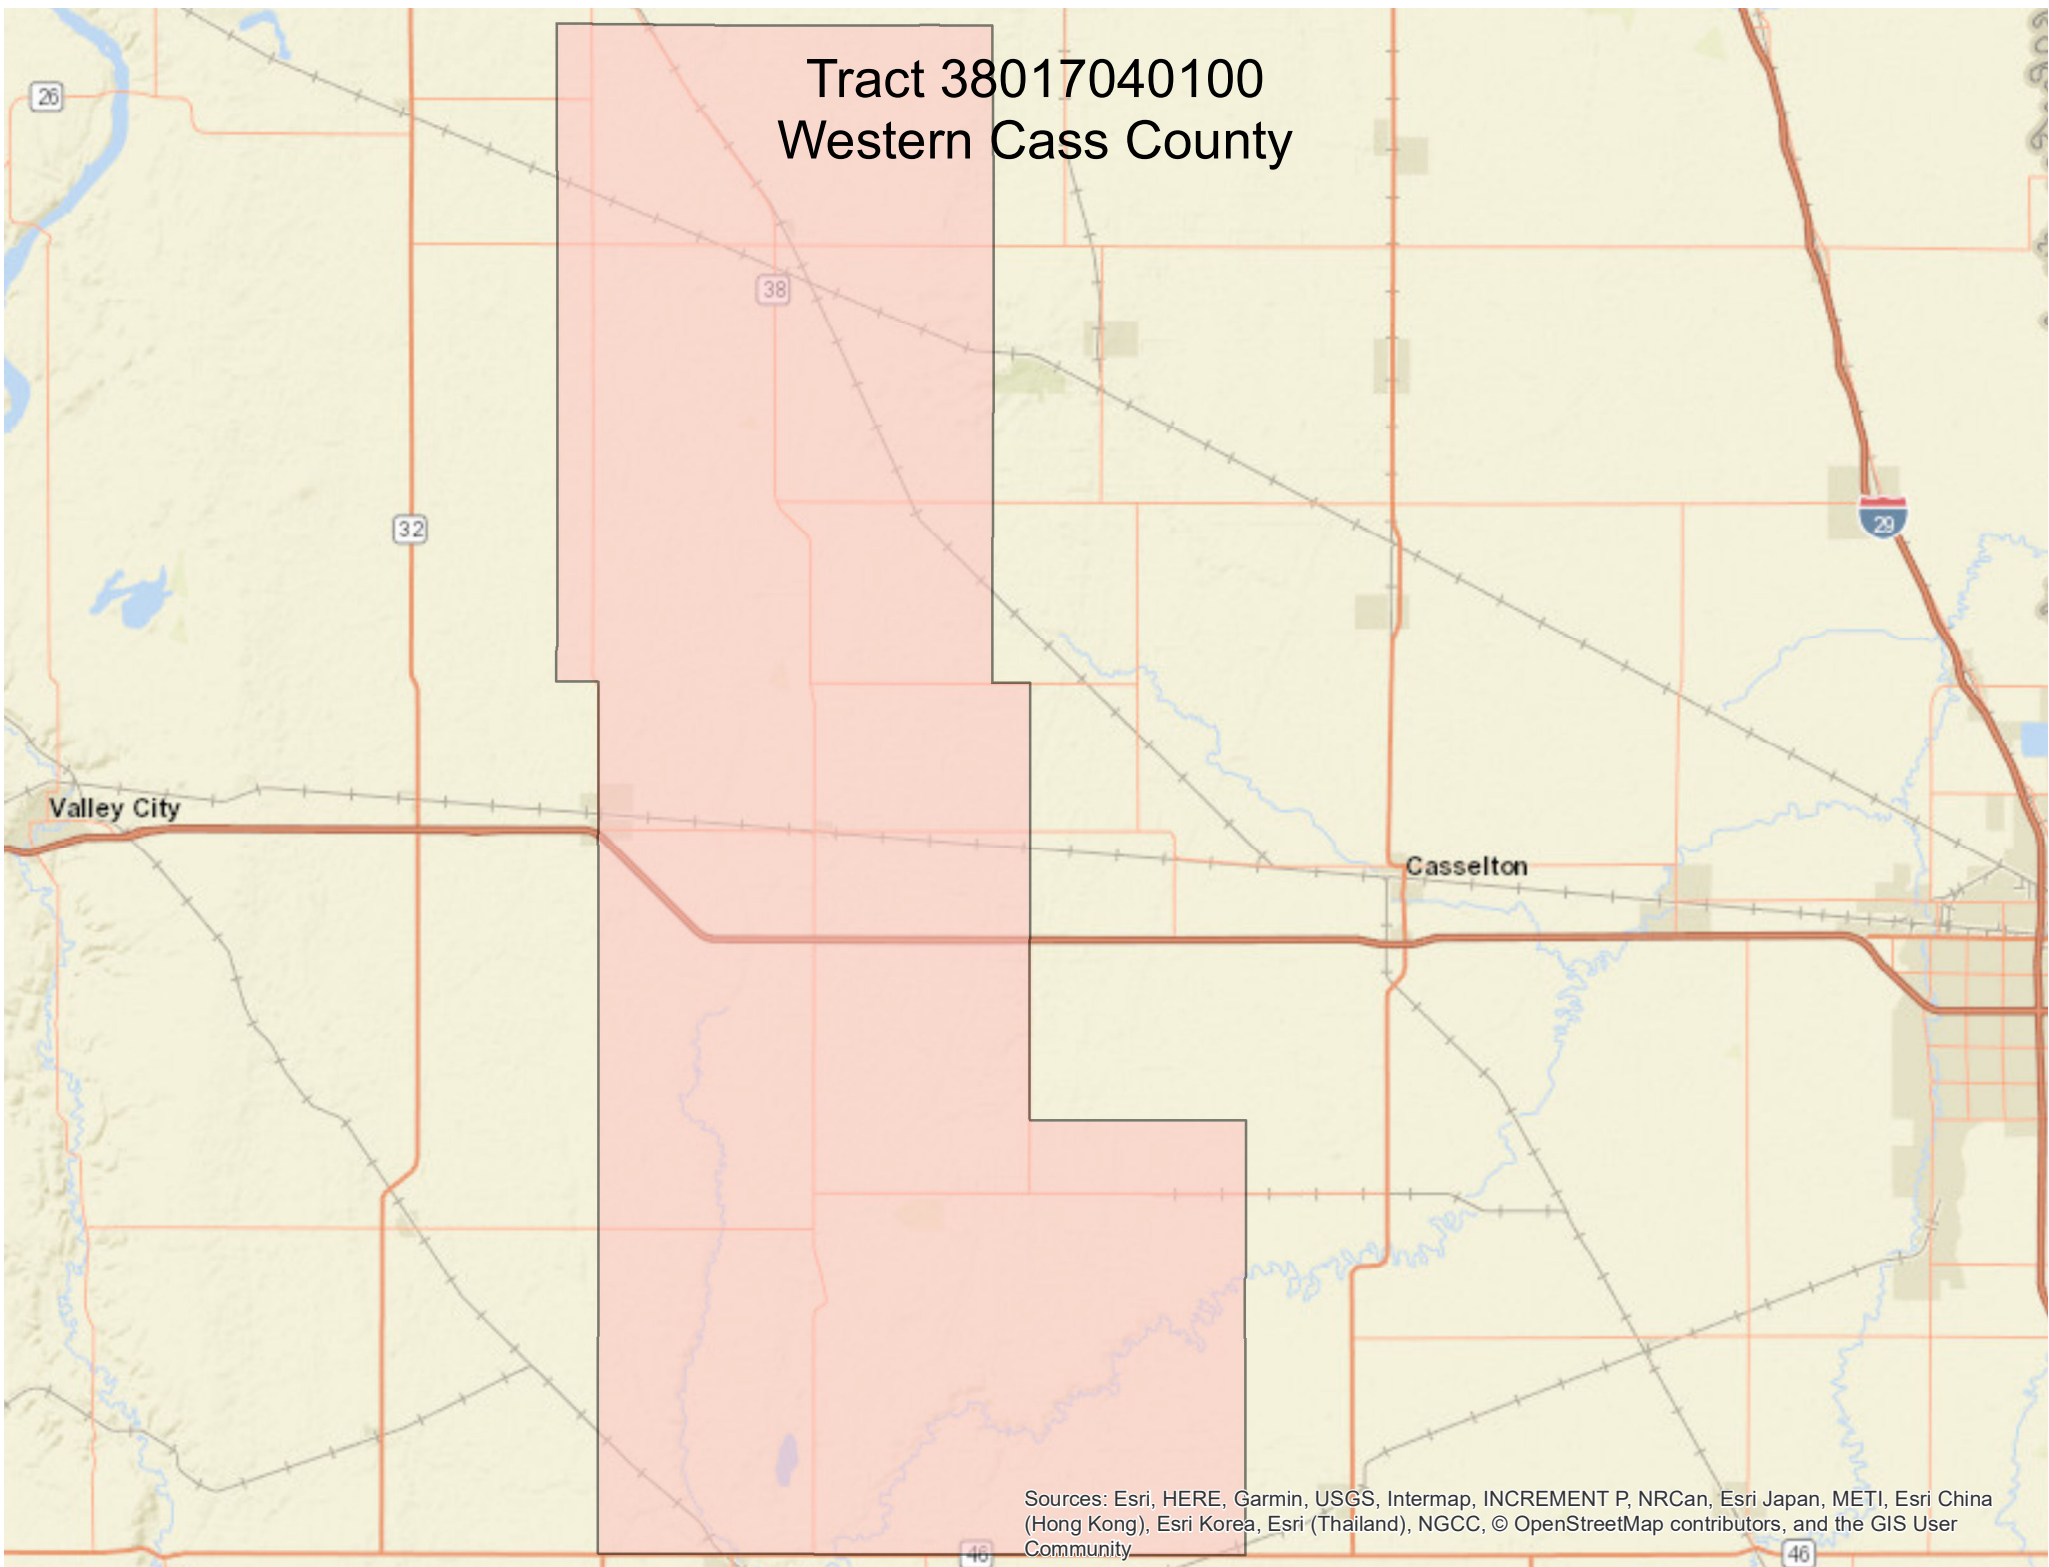 Tract 38017040100
Western Cass County
26
38
32
29
Valley City
Casselton
Sources: Esri, HERE, Garmin, USGS, Intermap, INCREMENT P, NRCan, Esri Japan, METI, Esri China
(Hong Kong), Esri Korea, Esri (Thailand), NGCC, © OpenStreetMap contributors, and the GIS User
Community
46
46